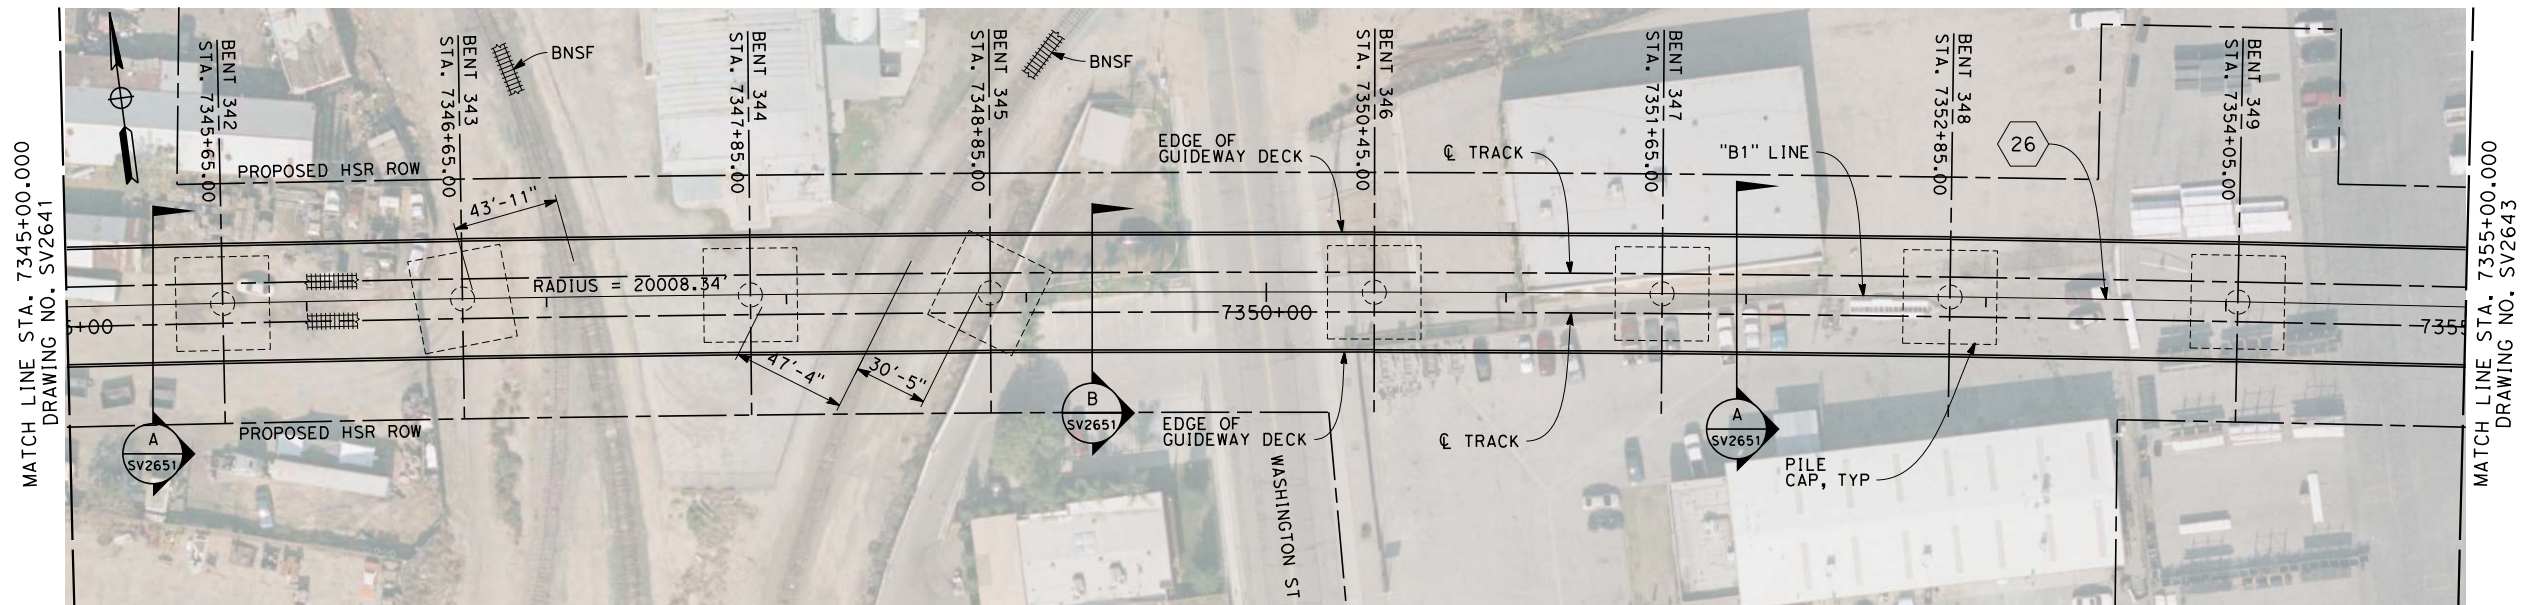 MATCH LINE STA. 7345+00.000
DRAWING NO. SV2641
BENT 342
STA. 7345+65.00
BENT 343
STA. 7346+65.00
BNSF
BENT 344
STA. 7347+85.00
BENT 345
STA. 7348+85.00
BNSF
BENT 346
STA. 7350+45.00
BENT 347
STA. 7351+65.00
BENT 348
STA. 7352+85.00
BENT 349
STA. 7354+05.00
26
PROPOSED HSR ROW
43'-11"
EDGE OF
GUIDEWAY DECK
℄ TRACK
"B1" LINE
RADIUS = 20008.34'
5+00
7350+00
7355
47'-4"
30'-5"
A
SV2651
PROPOSED HSR ROW
B
SV2651
EDGE OF
GUIDEWAY DECK
℄ TRACK
A
SV2651
PILE
CAP, TYP
WASHINGTON ST
MATCH LINE STA. 7355+00.000
DRAWING NO. SV2643